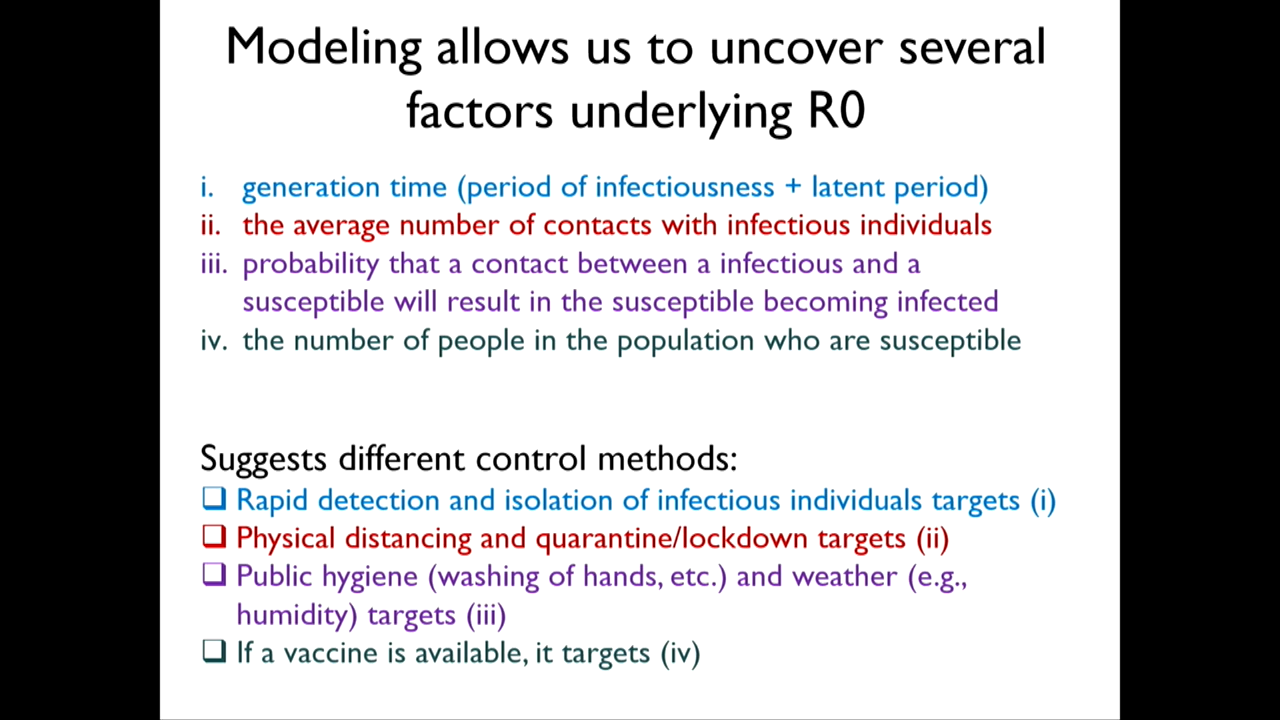 Modeling allows us to uncover several
factors underlying R0
i. generation time (period of infectiousness + latent period)
ii. the average number of contacts with infectious individuals
iii. probability that a contact between a infectious and a
susceptible will result in the susceptible becoming infected
iv. the number of people in the population who are susceptible
Suggests different control methods:
❑ Rapid detection and isolation of infectious individuals targets (i)
❑ Physical distancing and quarantine/lockdown targets (ii)
❑ Public hygiene (washing of hands, etc.) and weather (e.g.,
humidity) targets (iii)
❑ If a vaccine is available, it targets (iv)